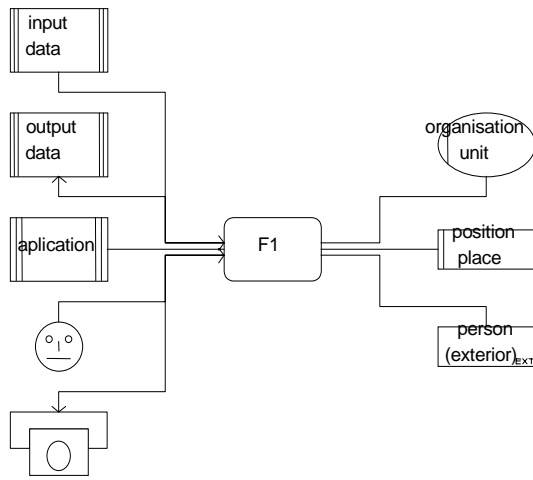 input
data
output
data
aplication
F1
organisation
unit
position
place
person
(exterior) EXT